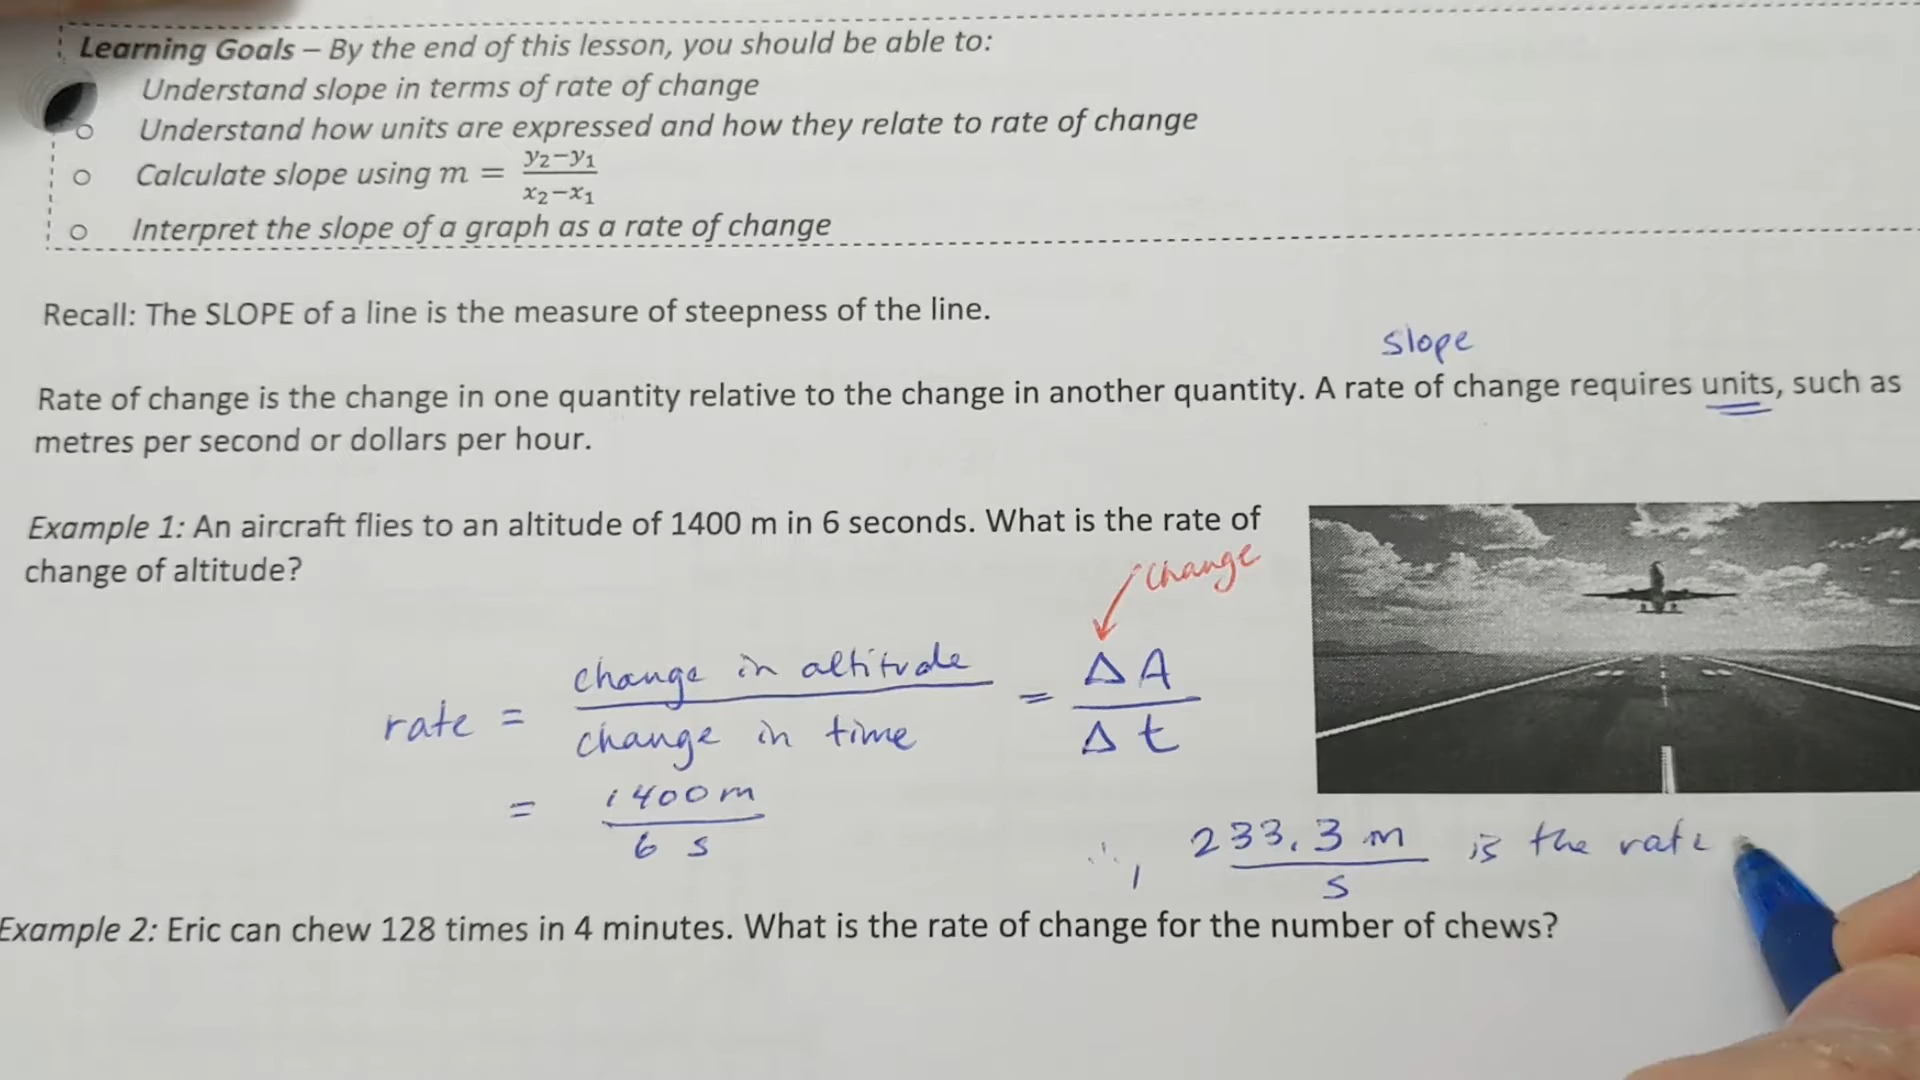 Learning Goals – By the end of this lesson, you should be able to:
Understand slope in terms of rate of change
○ Understand how units are expressed and how they relate to rate of change
○ Calculate slope using m = y₂−y₁ / x₂−x₁
○ Interpret the slope of a graph as a rate of change
Recall: The SLOPE of a line is the measure of steepness of the line.
slope
Rate of change is the change in one quantity relative to the change in another quantity. A rate of change requires units, such as
metres per second or dollars per hour.
Example 1: An aircraft flies to an altitude of 1400 m in 6 seconds. What is the rate of
change of altitude?
change
rate = change in altitude / change in time = ΔA / Δt
= 1400 m / 6 s
∴, 233.3 m / s is the rate
Example 2: Eric can chew 128 times in 4 minutes. What is the rate of change for the number of chews?